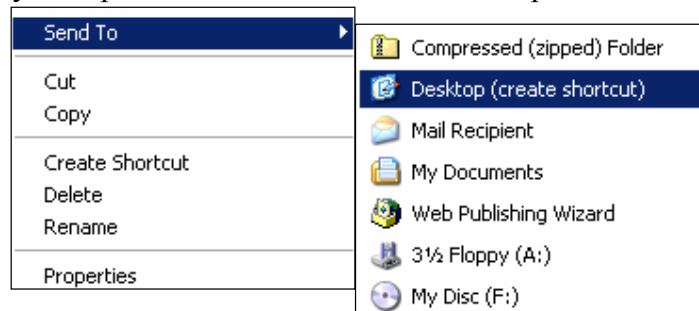 Send To
Cut
Copy
Create Shortcut
Delete
Rename
Properties
Compressed (zipped) Folder
Desktop (create shortcut)
Mail Recipient
My Documents
Web Publishing Wizard
3½ Floppy (A:)
My Disc (F:)